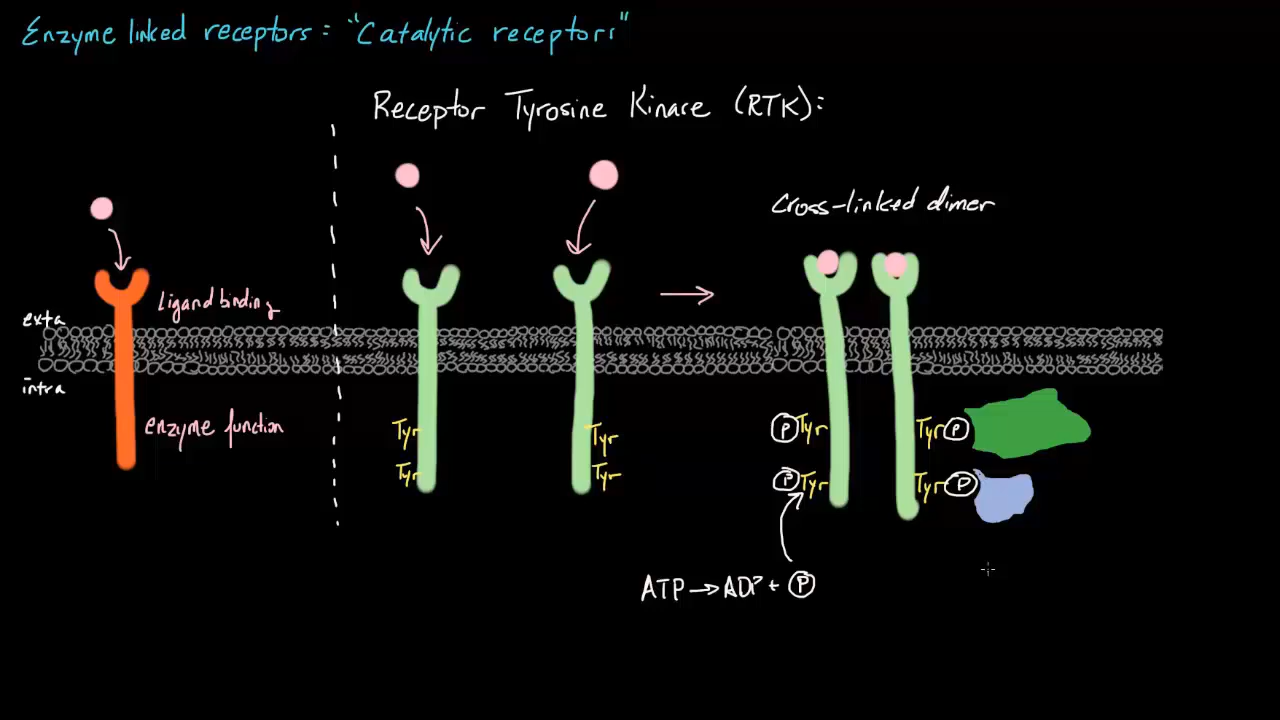 Enzyme linked receptors = "Catalytic receptors"
Receptor Tyrosine Kinase (RTK):
cross-linked dimer
Ligand binding
exta
intra
enzyme function
Tyr
Tyr
Tyr
Tyr
P Tyr
Tyr P
P Tyr
Tyr P
ATP → ADP + P